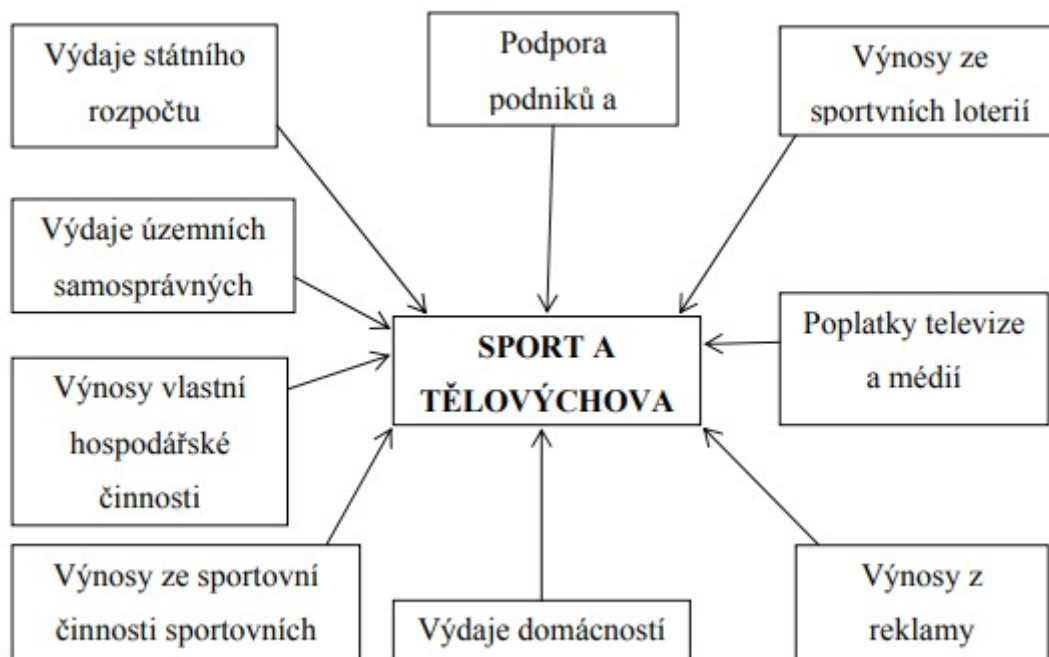 Výdaje státního
rozpočtu
Podpora
podniků a
Výnosy ze
sportvních loterií
Výdaje územních
samosprávných
SPORT A
TĚLOVÝCHOVA
Poplatky televize
a médií
Výnosy vlastní
hospodářské
činnosti
Výnosy ze sportovní
činnosti sportovních
Výdaje domácností
Výnosy z
reklamy